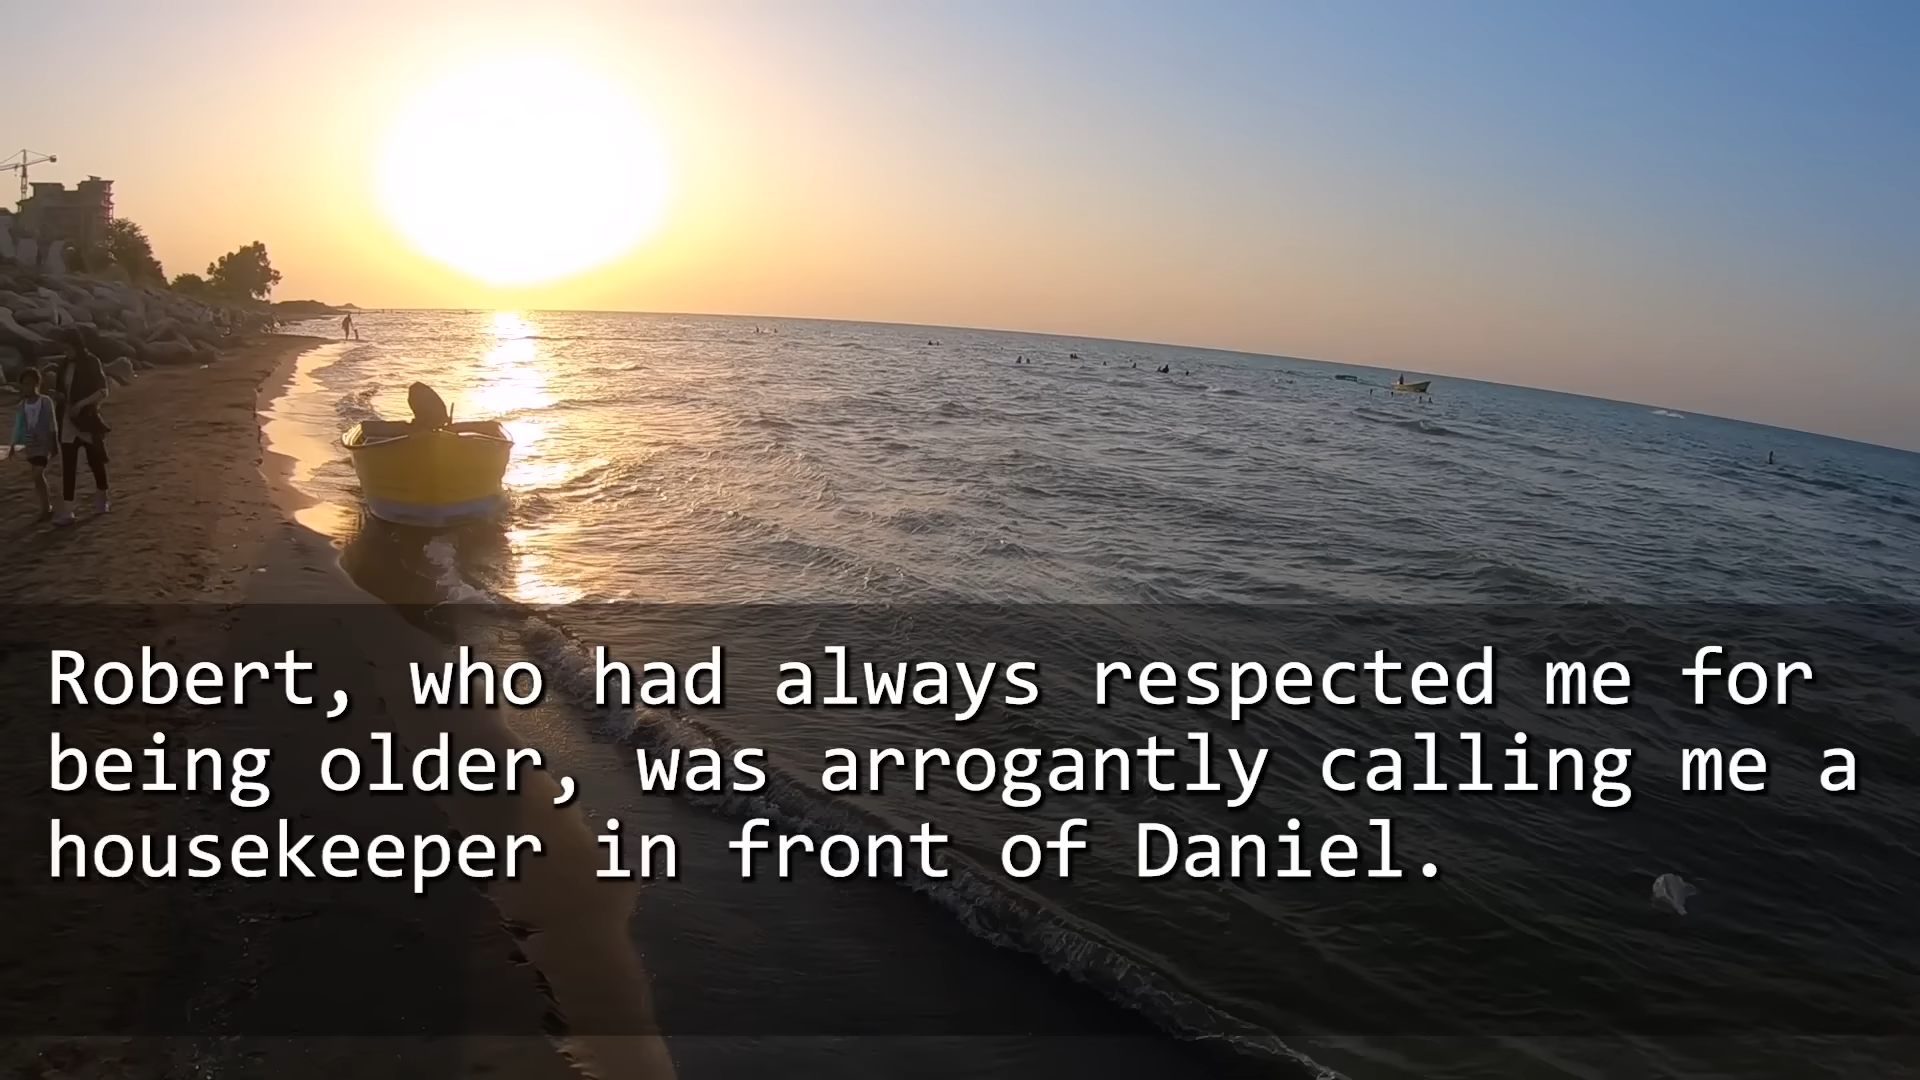 Robert, who had always respected me for
being older, was arrogantly calling me a
housekeeper in front of Daniel.